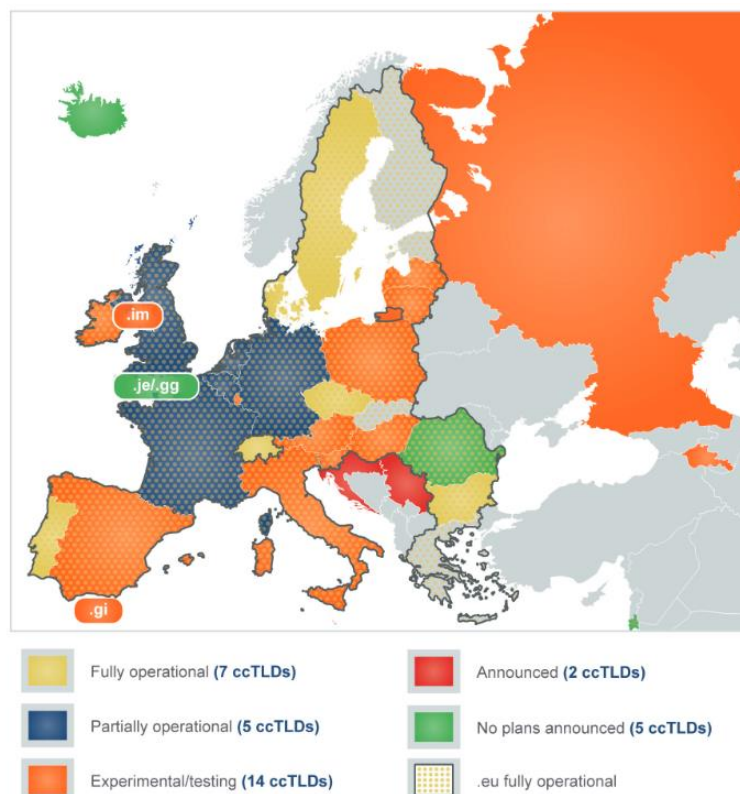 .im
.je/.gg
.gi
Fully operational (7 ccTLDs)
Announced (2 ccTLDs)
Partially operational (5 ccTLDs)
No plans announced (5 ccTLDs)
Experimental/testing (14 ccTLDs)
.eu fully operational